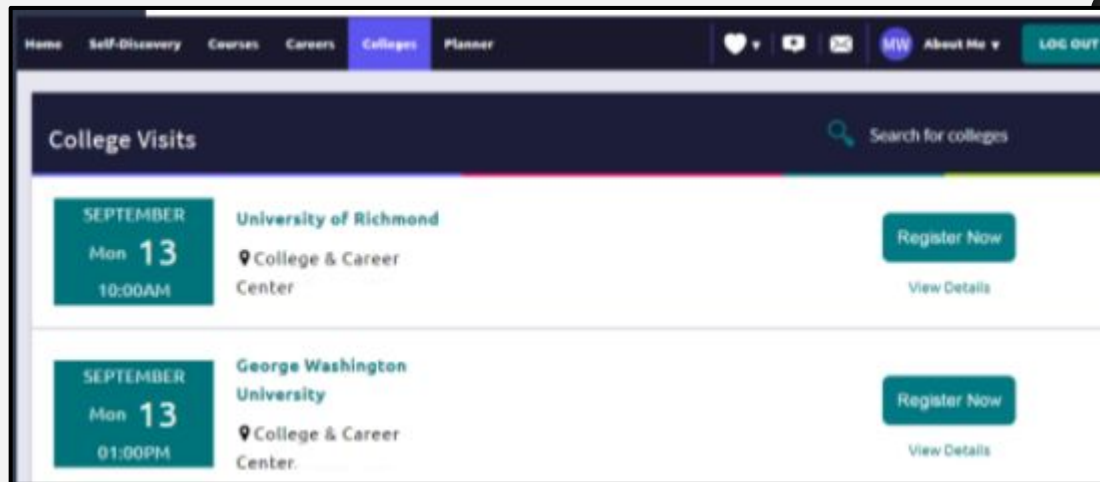 Home Self-Discovery Courses Careers Colleges Planner MW About Me LOG OUT
College Visits Search for colleges
SEPTEMBER
Mon 13
10:00AM
University of Richmond
College & Career
Center
Register Now
View Details
SEPTEMBER
Mon 13
01:00PM
George Washington
University
College & Career
Center.
Register Now
View Details